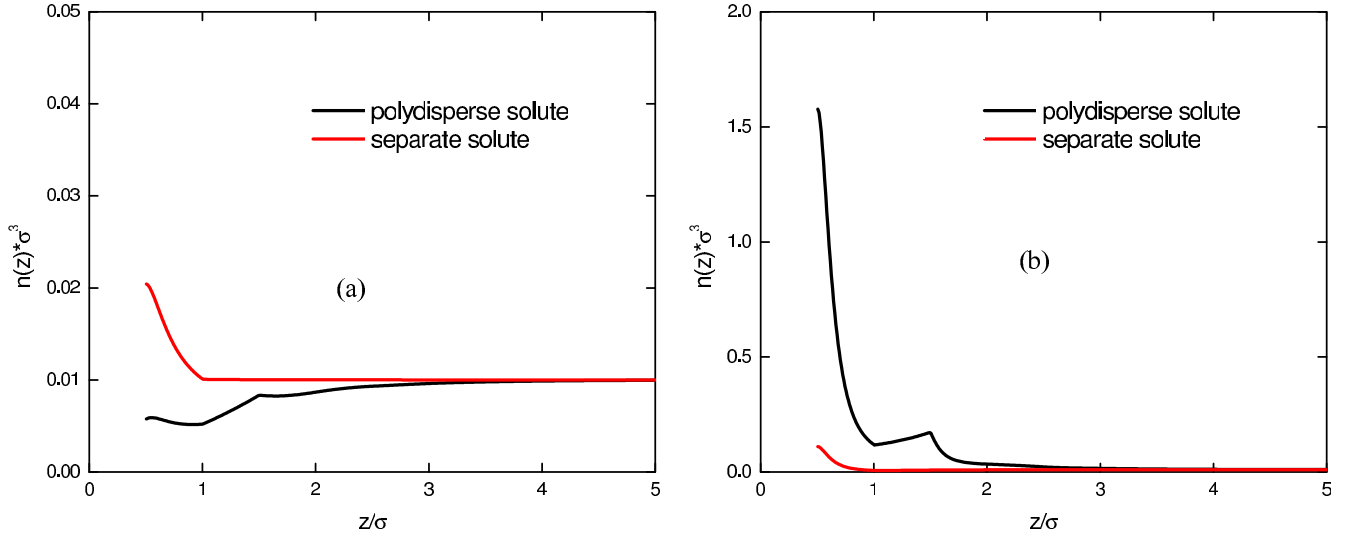 0.05
0.04
0.03
0.02
0.01
0.00
n(z)*σ³
0 1 2 3 4 5
z/σ
polydisperse solute
separate solute
(a)
2.0
1.5
1.0
0.5
0.0
n(z)*σ³
0 1 2 3 4 5
z/σ
polydisperse solute
separate solute
(b)